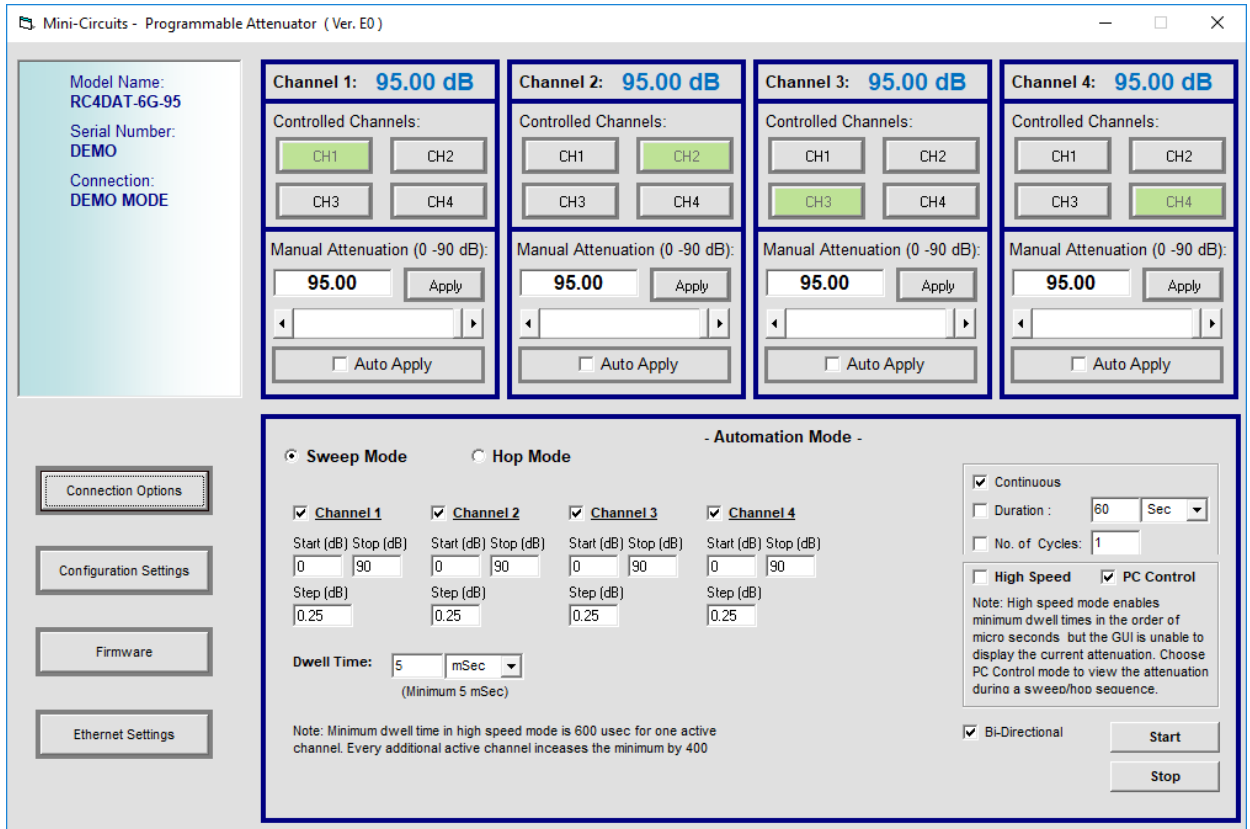 Mini-Circuits - Programmable Attenuator ( Ver. E0 )
Model Name:
RC4DAT-6G-95
Serial Number:
DEMO
Connection:
DEMO MODE
Channel 1: 95.00 dB
Controlled Channels:
CH1 CH2
CH3 CH4
Manual Attenuation (0 -90 dB):
95.00 Apply
Auto Apply
Channel 2: 95.00 dB
Controlled Channels:
CH1 CH2
CH3 CH4
Manual Attenuation (0 -90 dB):
95.00 Apply
Auto Apply
Channel 3: 95.00 dB
Controlled Channels:
CH1 CH2
CH3 CH4
Manual Attenuation (0 -90 dB):
95.00 Apply
Auto Apply
Channel 4: 95.00 dB
Controlled Channels:
CH1 CH2
CH3 CH4
Manual Attenuation (0 -90 dB):
95.00 Apply
Auto Apply
Connection Options
Configuration Settings
Firmware
Ethernet Settings
- Automation Mode -
Sweep Mode Hop Mode
Channel 1 Channel 2 Channel 3 Channel 4
Start (dB) Stop (dB) Start (dB) Stop (dB) Start (dB) Stop (dB) Start (dB) Stop (dB)
0 90 0 90 0 90 0 90
Step (dB) Step (dB) Step (dB) Step (dB)
0.25 0.25 0.25 0.25
Dwell Time: 5 mSec
(Minimum 5 mSec)
Note: Minimum dwell time in high speed mode is 600 usec for one active
channel. Every additional active channel inceases the minimum by 400
Continuous
Duration : 60 Sec
No. of Cycles: 1
High Speed PC Control
Note: High speed mode enables
minimum dwell times in the order of
micro seconds but the GUI is unable to
display the current attenuation. Choose
PC Control mode to view the attenuation
during a sweep/hop sequence.
Bi-Directional Start
Stop